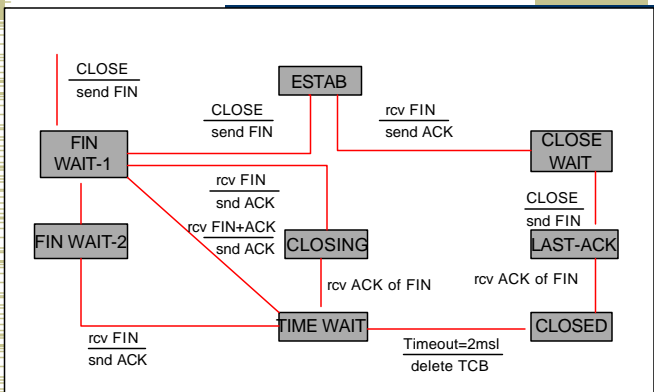 CLOSE
send FIN
ESTAB
CLOSE
send FIN
rcv FIN
send ACK
FIN
WAIT-1
CLOSE
WAIT
rcv FIN
snd ACK
CLOSE
snd FIN
rcv FIN+ACK
snd ACK
FIN WAIT-2
CLOSING
LAST-ACK
rcv ACK of FIN
rcv ACK of FIN
TIME WAIT
CLOSED
rcv FIN
snd ACK
Timeout=2msl
delete TCB